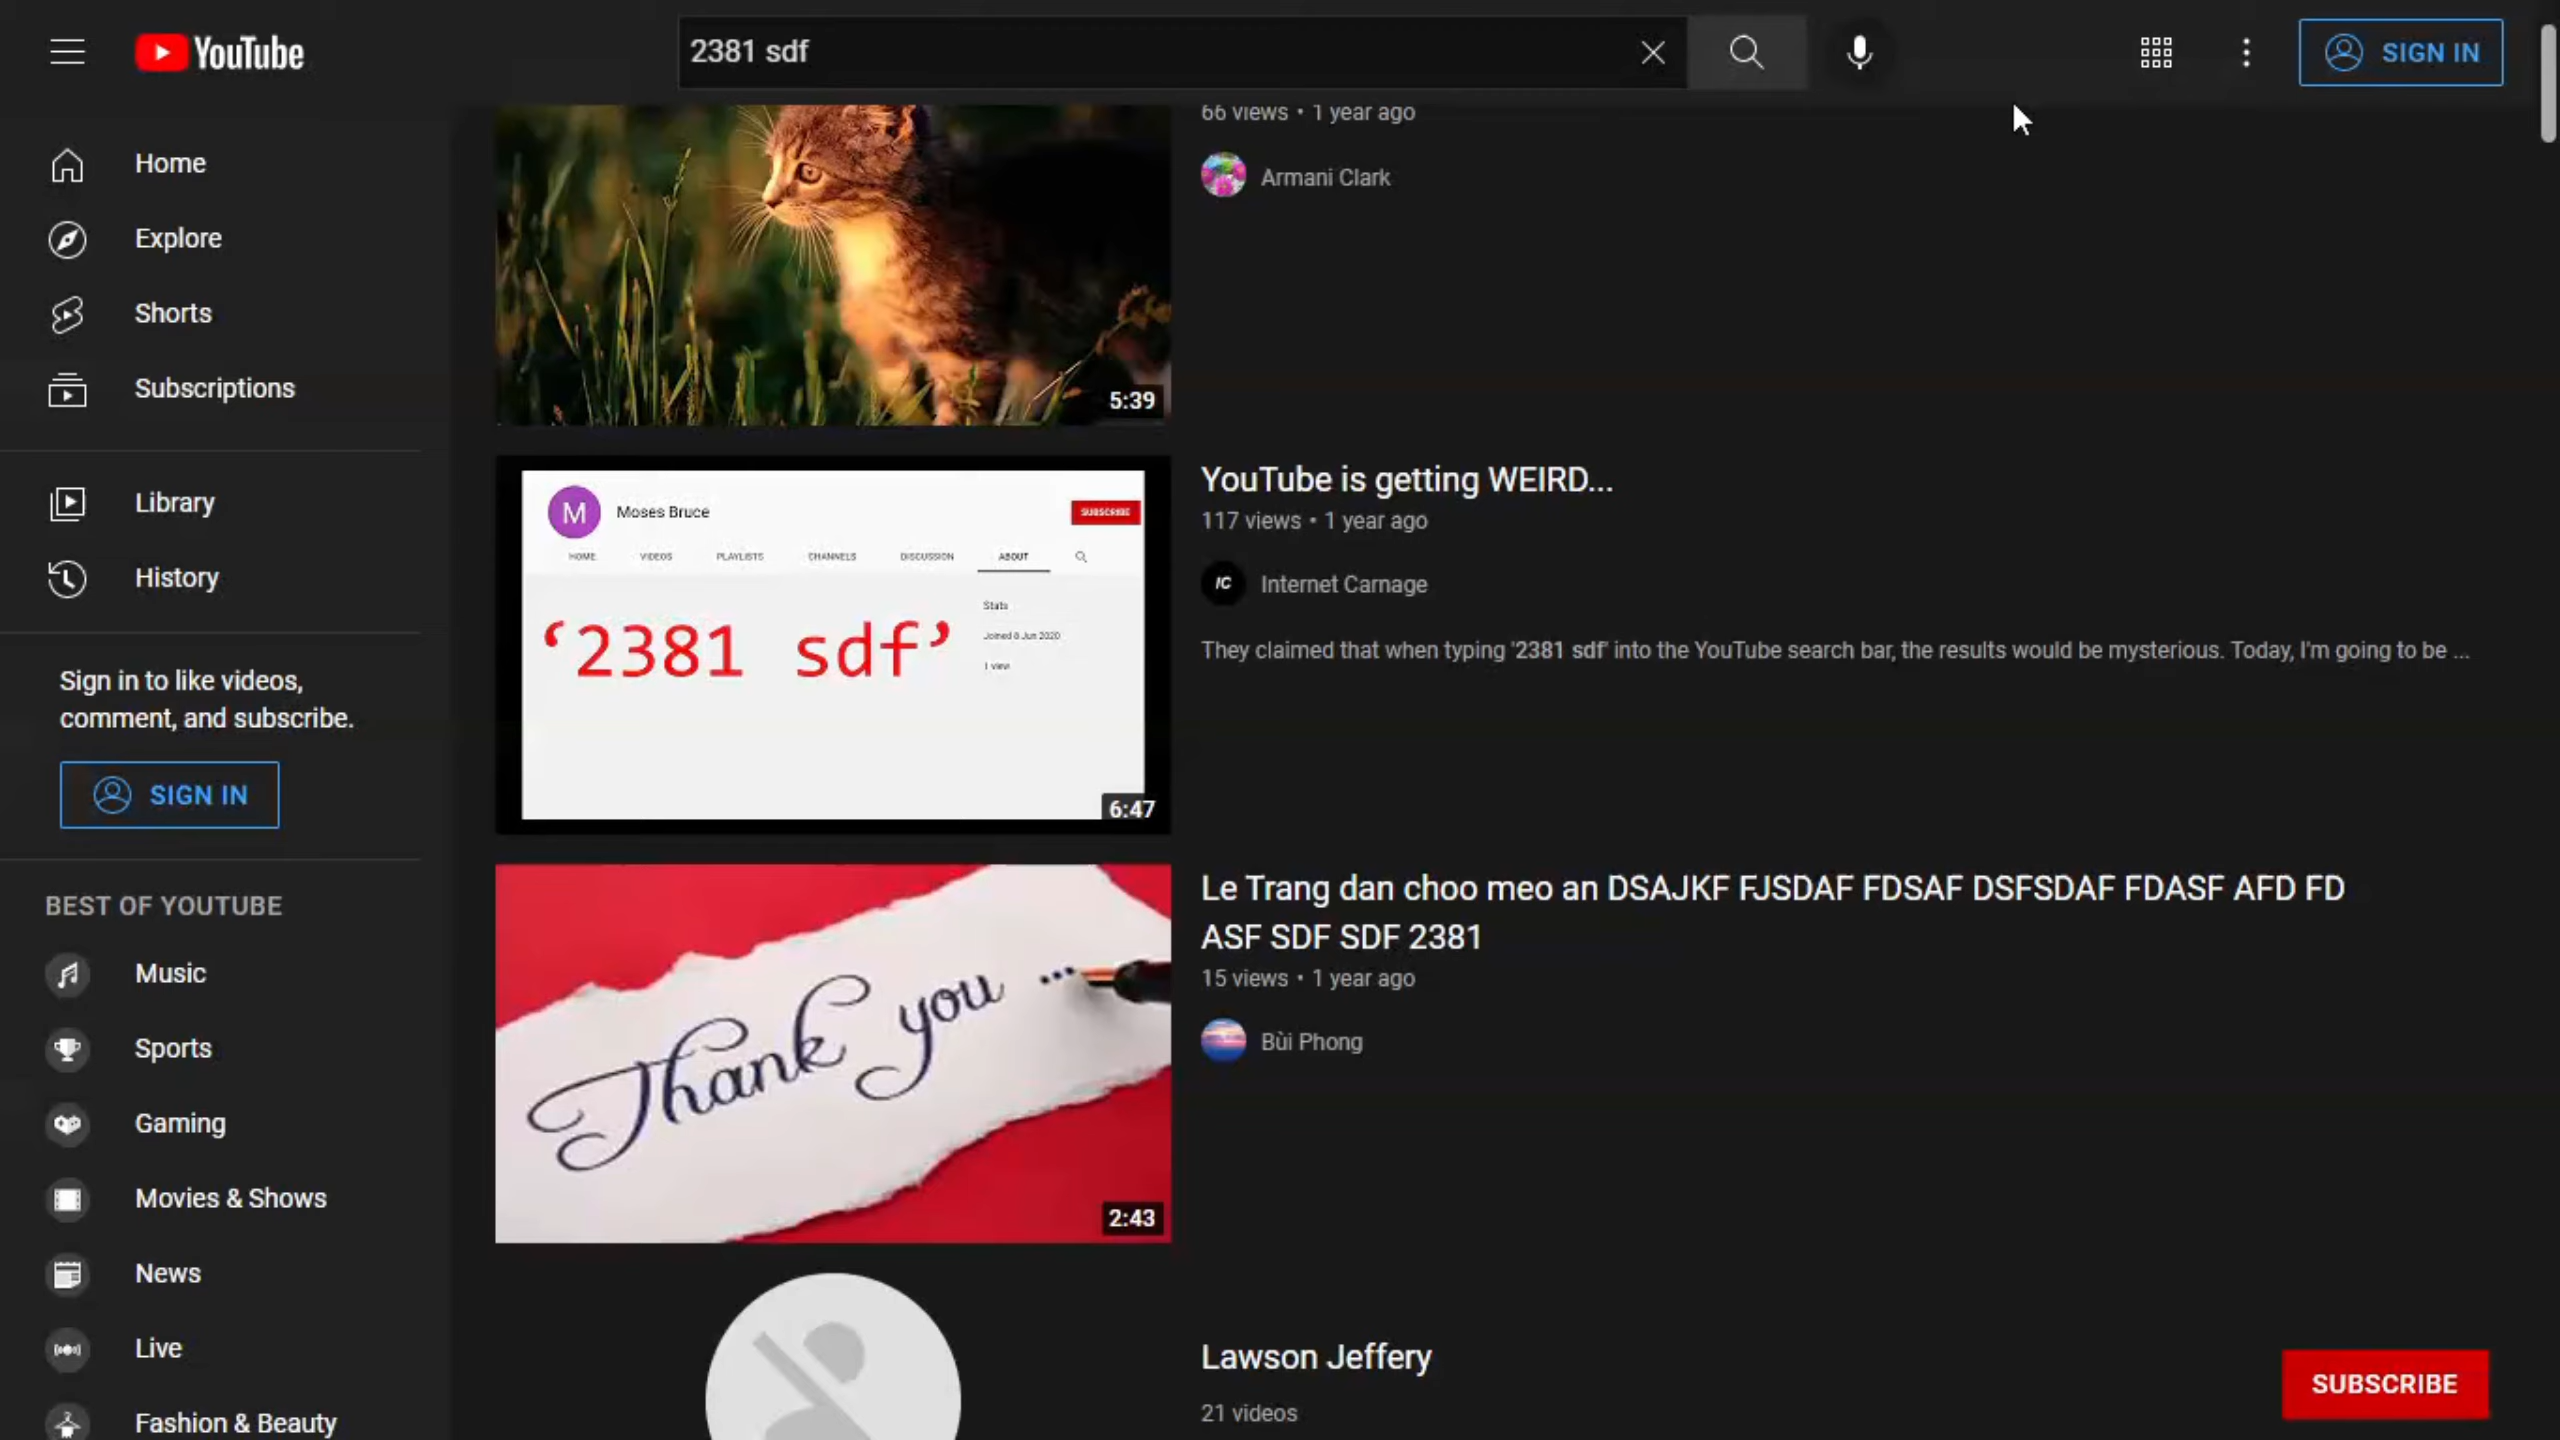 YouTube
2381 sdf
SIGN IN
Home
Explore
Shorts
Subscriptions
Library
History
Sign in to like videos,
comment, and subscribe.
SIGN IN
BEST OF YOUTUBE
Music
Sports
Gaming
Movies & Shows
News
Live
Fashion & Beauty
5:39
66 views • 1 year ago
Armani Clark
M
Moses Bruce
SUBSCRIBE
HOME
VIDEOS
PLAYLISTS
CHANNELS
DISCUSSION
ABOUT
‘2381 sdf’
Stats
Joined 8 Jun 2020
1 view
6:47
YouTube is getting WEIRD...
117 views • 1 year ago
IC
Internet Carnage
They claimed that when typing '2381 sdf' into the YouTube search bar, the results would be mysterious. Today, I'm going to be ...
Thank you ...
2:43
Le Trang dan choo meo an DSAJKF FJSDAF FDSAF DSFSDAF FDASF AFD FD
ASF SDF SDF 2381
15 views • 1 year ago
Bùi Phong
Lawson Jeffery
21 videos
SUBSCRIBE